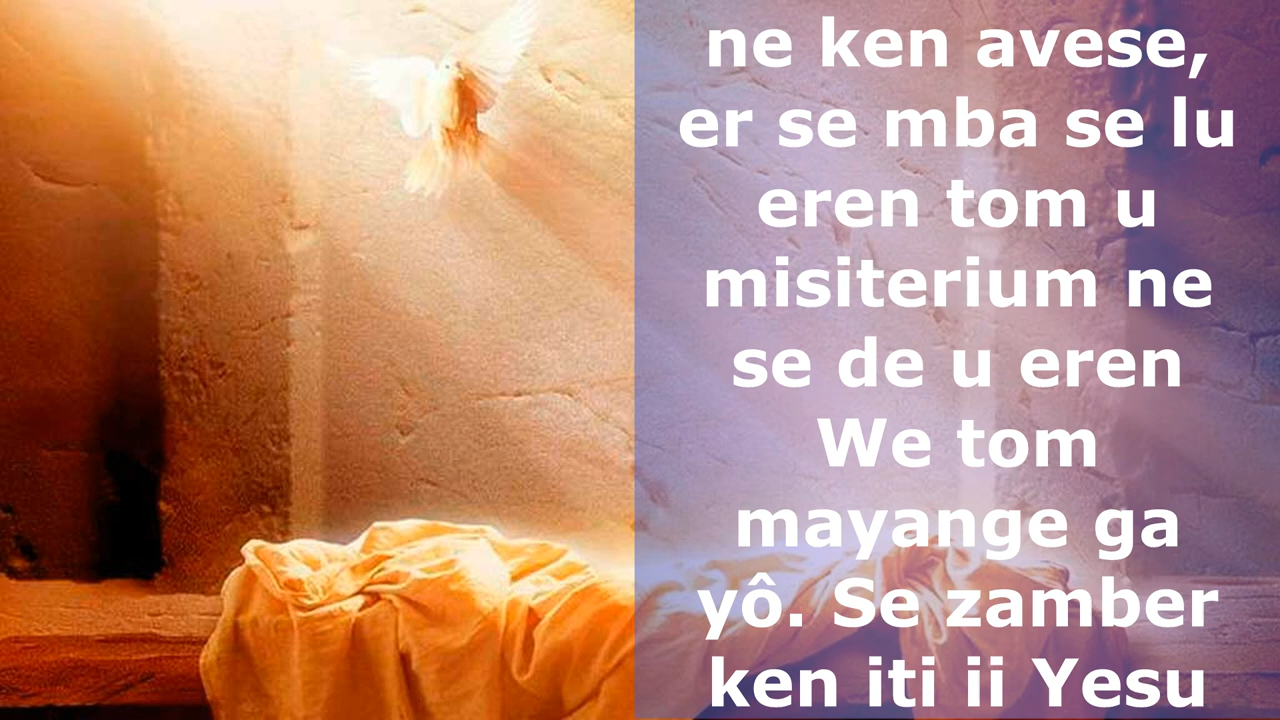 ne ken avese,
er se mba se lu
eren tom u
misiterium ne
se de u eren
We tom
mayange ga
yô. Se zamber
ken iti ii Yesu